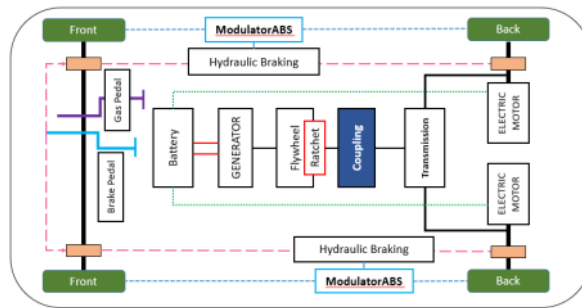 Front
ModulatorABS
Back
Hydraulic Braking
Gas Pedal
Brake Pedal
Battery
GENERATOR
Flywheel
Ratchet
Coupling
Transmission
ELECTRIC
MOTOR
ELECTRIC
MOTOR
Hydraulic Braking
Front
ModulatorABS
Back